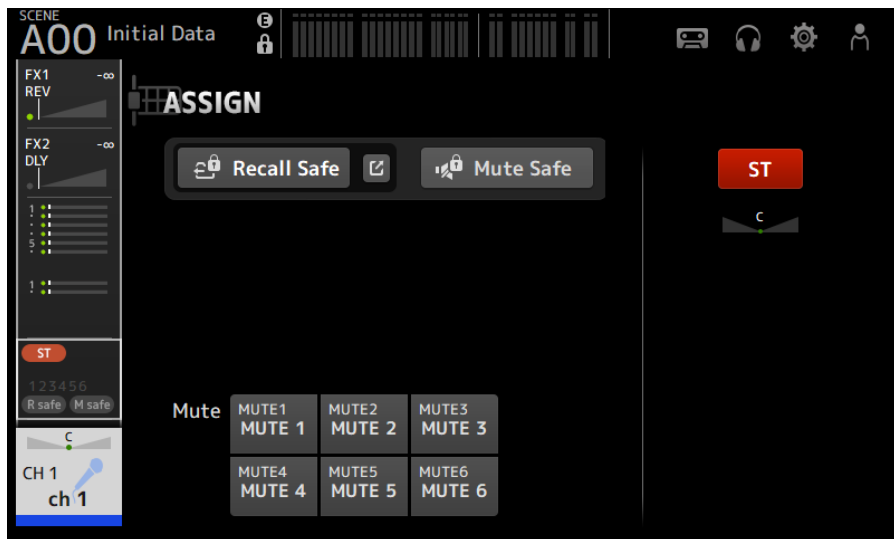 SCENE
A00 Initial Data
E
FX1 -∞
REV
FX2 -∞
DLY
1
5
1
ST
123456
R safe M safe
C
CH 1
ch 1
ASSIGN
Recall Safe
Mute Safe
Mute
MUTE1
MUTE 1
MUTE2
MUTE 2
MUTE3
MUTE 3
MUTE4
MUTE 4
MUTE5
MUTE 5
MUTE6
MUTE 6
ST
C